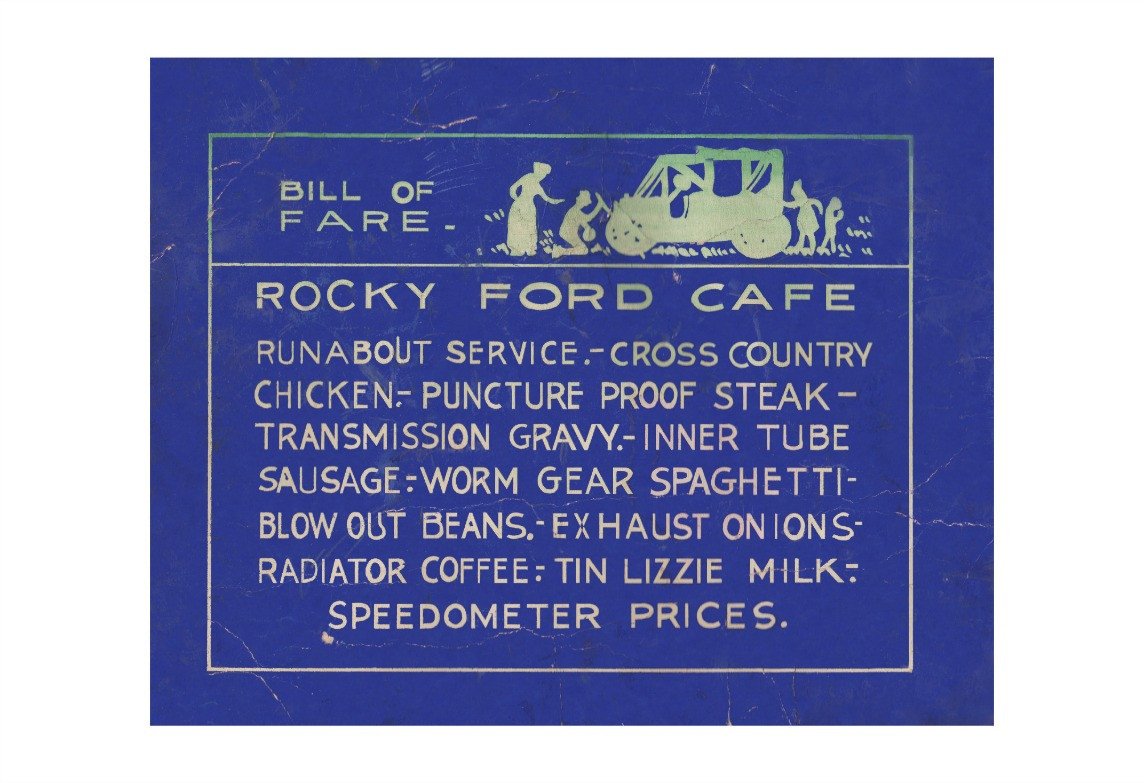 BILL OF
FARE-
ROCKY FORD CAFE
RUNABOUT SERVICE.-CROSS COUNTRY
CHICKEN:- PUNCTURE PROOF STEAK-
TRANSMISSION GRAVY.-INNER TUBE
SAUSAGE:-WORM GEAR SPAGHETTI-
BLOW OUT BEANS.-EXHAUST ONIONS-
RADIATOR COFFEE:-TIN LIZZIE MILK:-
SPEEDOMETER PRICES.